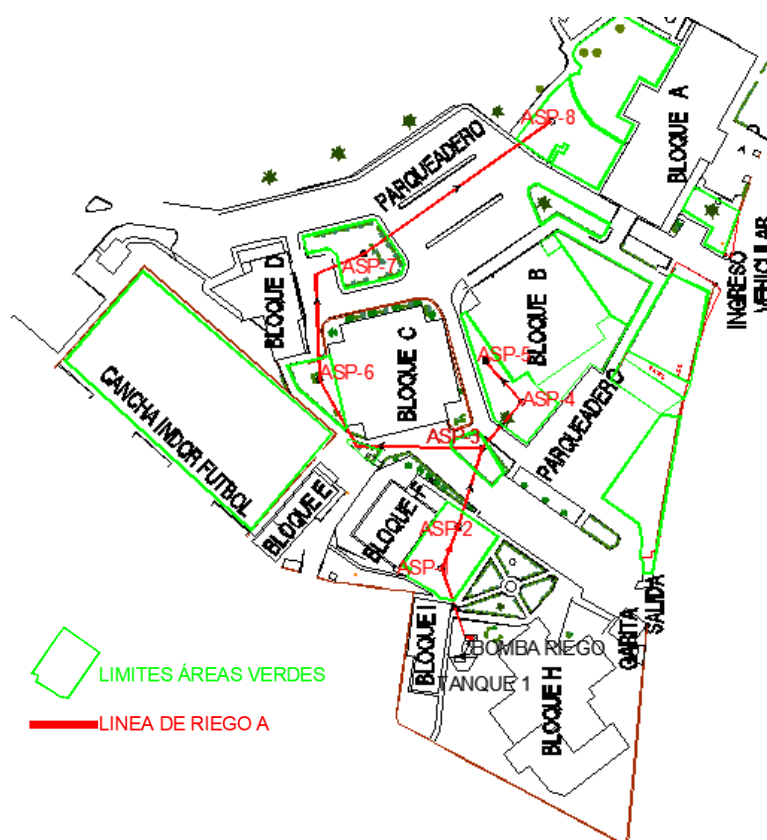 ASP-8
BLOQUE A
PARQUEADERO
INGRESO
VEHICULAR
ASP-7
BLOQUE D
BLOQUE B
ASP-5
ASP-6
BLOQUE C
ASP-4
CANCHA INDOR FUTBOL
ASP-3
PARQUEADERO
BLOQUE E
BLOQUE F
ASP-2
ASP-
BLOQUE I
BOMBA RIEGO
TANQUE 1
BLOQUE H
GARITA
SALIDA
LIMITES ÁREAS VERDES
LINEA DE RIEGO A